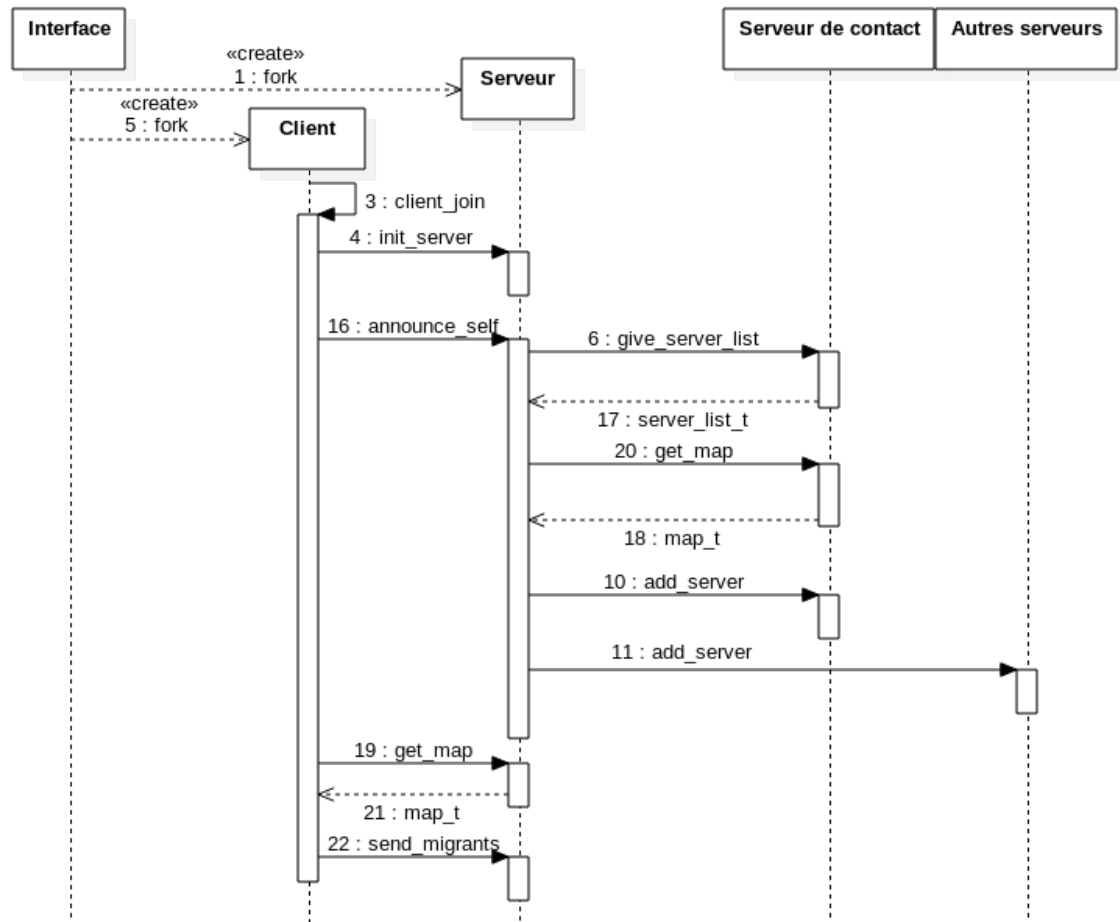 Interface
Serveur de contact
Autres serveurs
«create»
1 : fork
Serveur
«create»
5 : fork
Client
3 : client_join
4 : init_server
16 : announce_self
6 : give_server_list
17 : server_list_t
20 : get_map
18 : map_t
10 : add_server
11 : add_server
19 : get_map
21 : map_t
22 : send_migrants